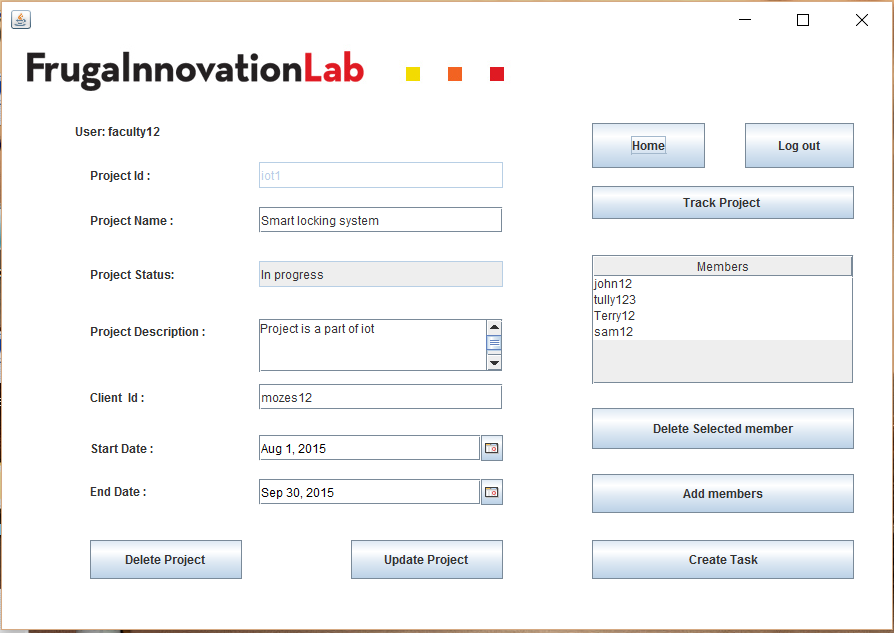 FrugalnnovationLab
User: faculty12
Home
Log out
Project Id :
iot1
Track Project
Project Name :
Smart locking system
Members
john12
tully123
Terry12
sam12
Project Status:
In progress
Project Description :
Project is a part of iot
Client Id :
mozes12
Delete Selected member
Start Date :
Aug 1, 2015
End Date :
Sep 30, 2015
Add members
Delete Project
Update Project
Create Task